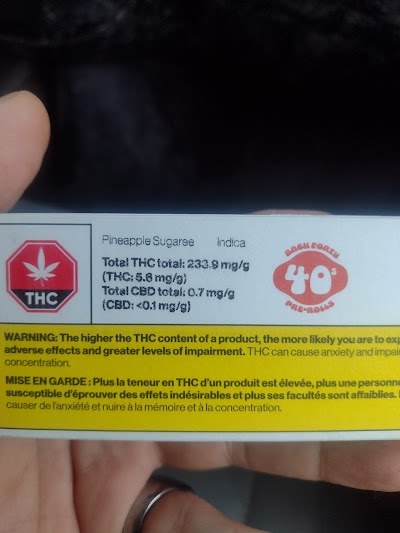 Pineapple Sugaree Indica
Total THC total: 233.9 mg/g
(THC: 5.6 mg/g)
Total CBD total: 0.7 mg/g
(CBD: <0.1 mg/g)
THC
BACK FORTY
40s
PRE-ROLLS
WARNING: The higher the THC content of a product, the more likely you are to exp
adverse effects and greater levels of impairment. THC can cause anxiety and impai
concentration.
MISE EN GARDE : Plus la teneur en THC d'un produit est élevée, plus une personne
susceptible d'éprouver des effets indésirables et plus ses facultés sont affaiblies.
causer de l'anxiété et nuire à la mémoire et à la concentration.